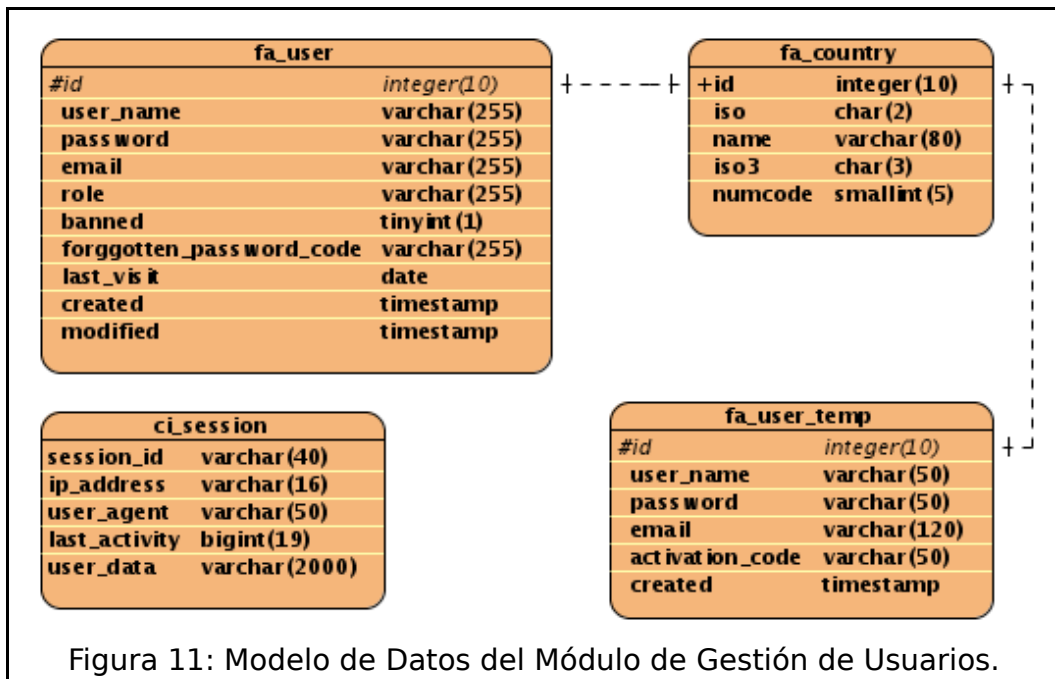 fa_user
#id integer(10)
user_name varchar(255)
password varchar(255)
email varchar(255)
role varchar(255)
banned tinyint(1)
forggotten_password_code varchar(255)
last_visit date
created timestamp
modified timestamp
fa_country
+id integer(10)
iso char(2)
name varchar(80)
iso3 char(3)
numcode smallint(5)
ci_session
session_id varchar(40)
ip_address varchar(16)
user_agent varchar(50)
last_activity bigint(19)
user_data varchar(2000)
fa_user_temp
#id integer(10)
user_name varchar(50)
password varchar(50)
email varchar(120)
activation_code varchar(50)
created timestamp
Figura 11: Modelo de Datos del Módulo de Gestión de Usuarios.